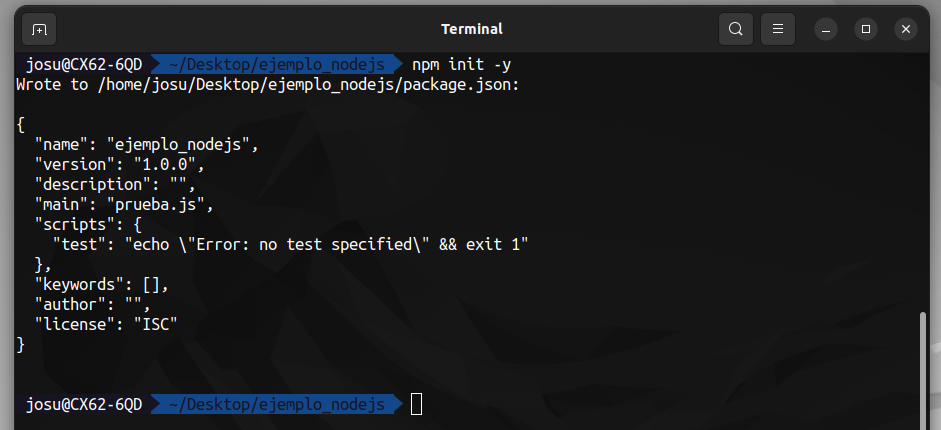 Terminal
josu@CX62-6QD ~/Desktop/ejemplo_nodejs npm init -y
Wrote to /home/josu/Desktop/ejemplo_nodejs/package.json:
{
  "name": "ejemplo_nodejs",
  "version": "1.0.0",
  "description": "",
  "main": "prueba.js",
  "scripts": {
    "test": "echo \"Error: no test specified\" && exit 1"
  },
  "keywords": [],
  "author": "",
  "license": "ISC"
}
josu@CX62-6QD ~/Desktop/ejemplo_nodejs